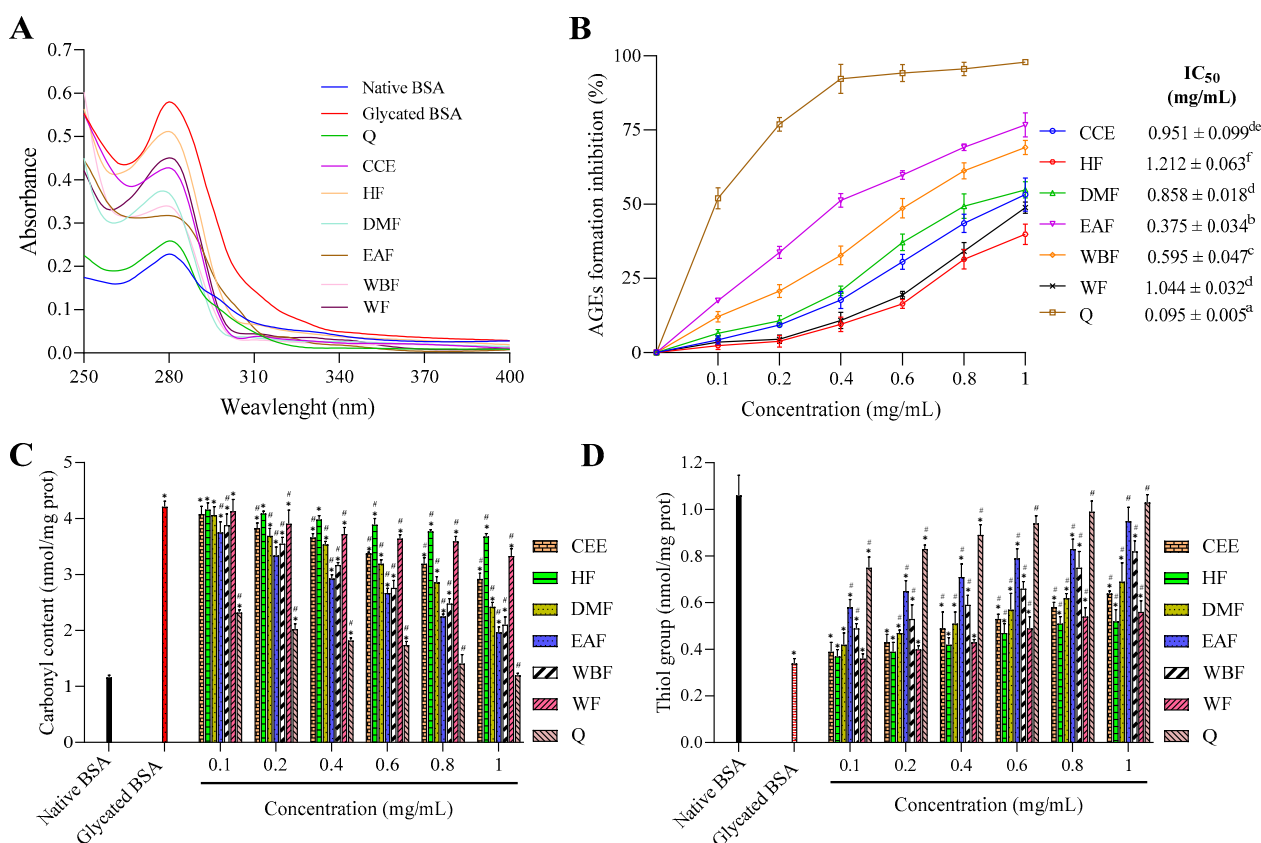 A
0.7
0.6
0.5
0.4
0.3
0.2
0.1
0.0
Absorbance
250
280
310
340
370
400
Weavlenght (nm)
Native BSA
Glycated BSA
Q
CCE
HF
DMF
EAF
WBF
WF
B
100
75
50
25
0
AGEs formation inhibition (%)
0.1
0.2
0.4
0.6
0.8
1
Concentration (mg/mL)
IC50
(mg/mL)
CCE 0.951 ± 0.099de
HF 1.212 ± 0.063f
DMF 0.858 ± 0.018d
EAF 0.375 ± 0.034b
WBF 0.595 ± 0.047c
WF 1.044 ± 0.032d
Q 0.095 ± 0.005a
C
5
4
3
2
1
0
Carbonyl content (nmol/mg prot)
Native BSA
Glycated BSA
0.1
0.2
0.4
0.6
0.8
1
Concentration (mg/mL)
CEE
HF
DMF
EAF
WBF
WF
Q
D
1.2
1.0
0.8
0.6
0.4
0.2
0.0
Thiol group (nmol/mg prot)
Native BSA
Glycated BSA
0.1
0.2
0.4
0.6
0.8
1
Concentration (mg/mL)
CEE
HF
DMF
EAF
WBF
WF
Q